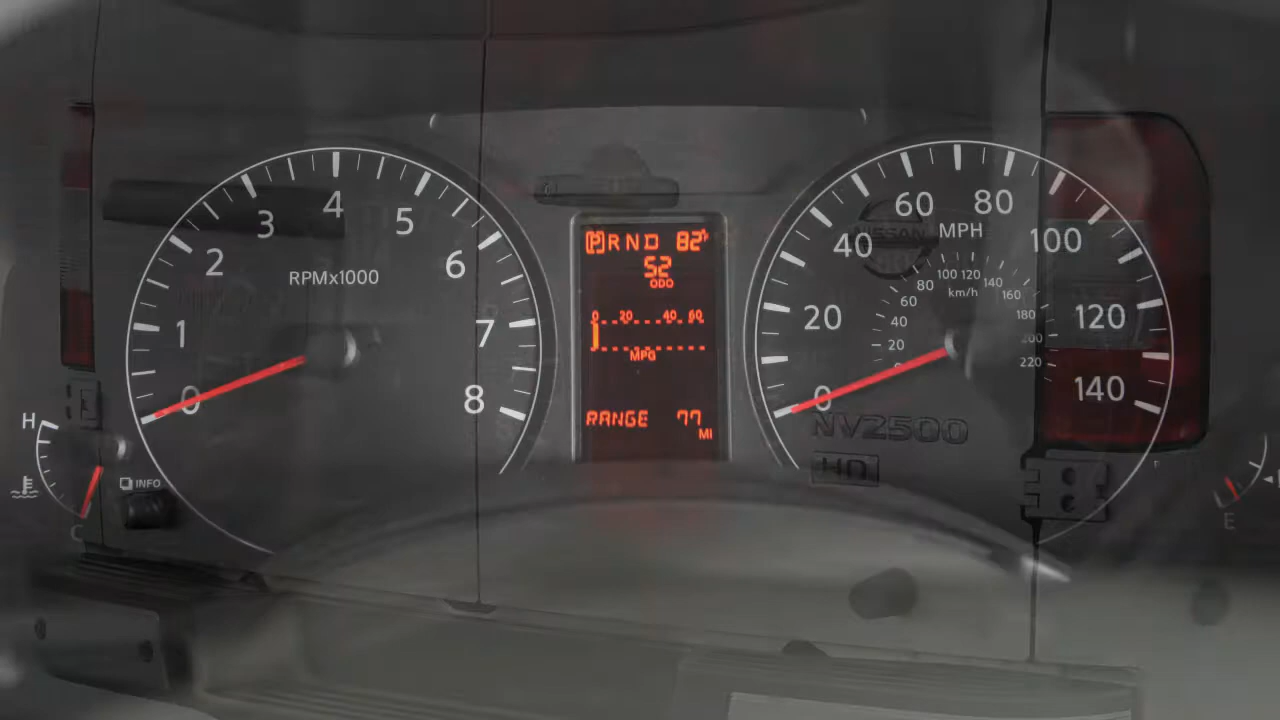 4
3
5
2
6
RPMx1000
1
7
0
8
H
C
INFO
P R N D 82°F
52
ODO
0 20 40 60
MPG
RANGE 77
MI
60 80
MPH
NISSAN
40
100
100 120
80
140
km/h
60
160
20
40
180
120
20
200
220
0
140
NV2500
HD
E